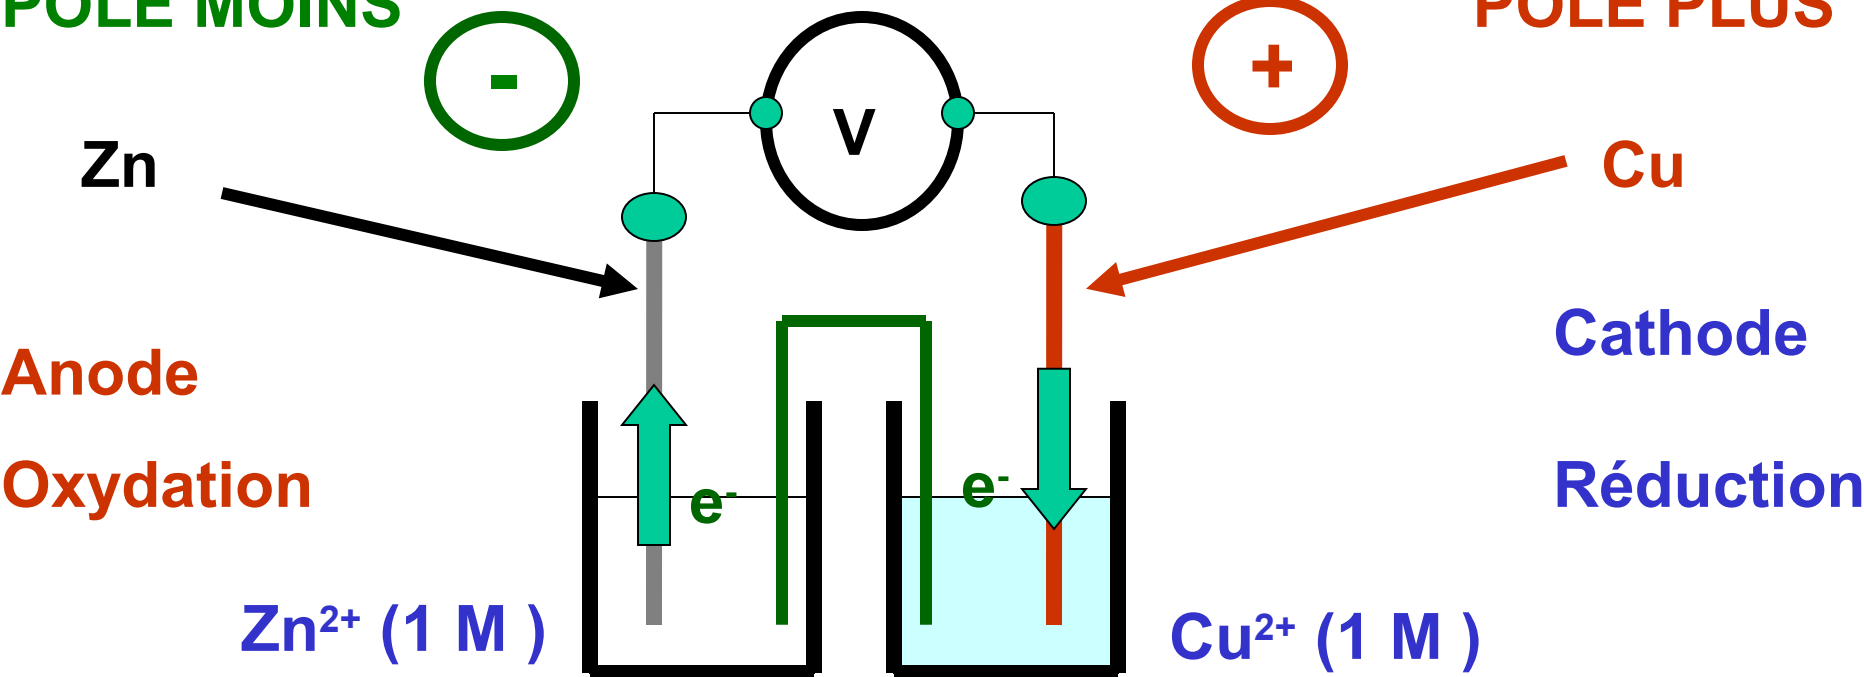 POLE MOINS
POLE PLUS
-
+
V
Zn
Cu
Anode
Cathode
Oxydation
e-
e-
Réduction
Zn2+ (1 M )
Cu2+ (1 M )